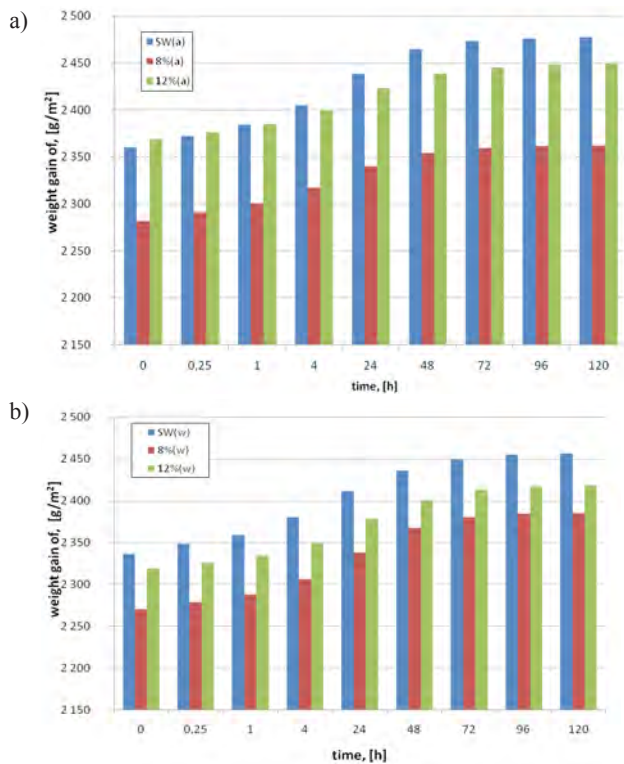 a)
2 500
2 450
2 400
2 350
2 300
2 250
2 200
2 150
weight gain of, [g/m²]
SW(a)
8%(a)
12%(a)
0 0,25 1 4 24 48 72 96 120
time, [h]
b)
2 500
2 450
2 400
2 350
2 300
2 250
2 200
2 150
weight gain of, [g/m²]
SW(w)
8%(w)
12%(w)
0 0,25 1 4 24 48 72 96 120
time, [h]